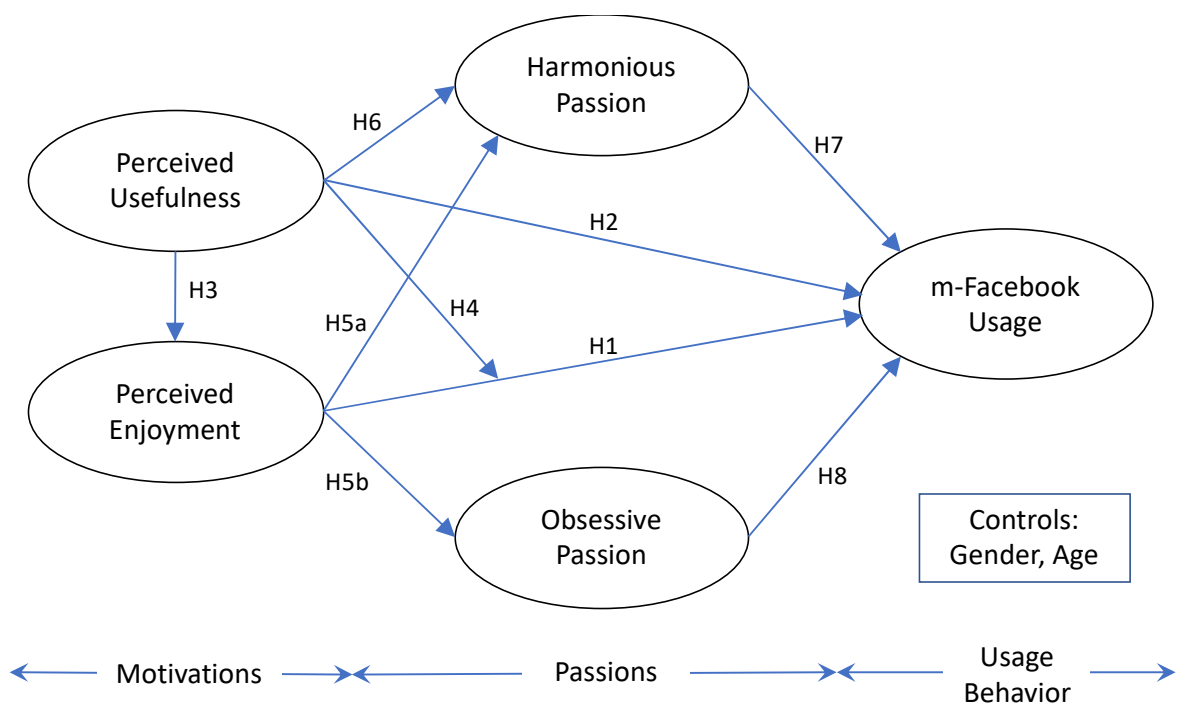 Harmonious
Passion
H6
H7
Perceived
Usefulness
H2
H3
H4
H5a
m-Facebook
Usage
H1
Perceived
Enjoyment
H5b
H8
Obsessive
Passion
Controls:
Gender, Age
Motivations
Passions
Usage
Behavior